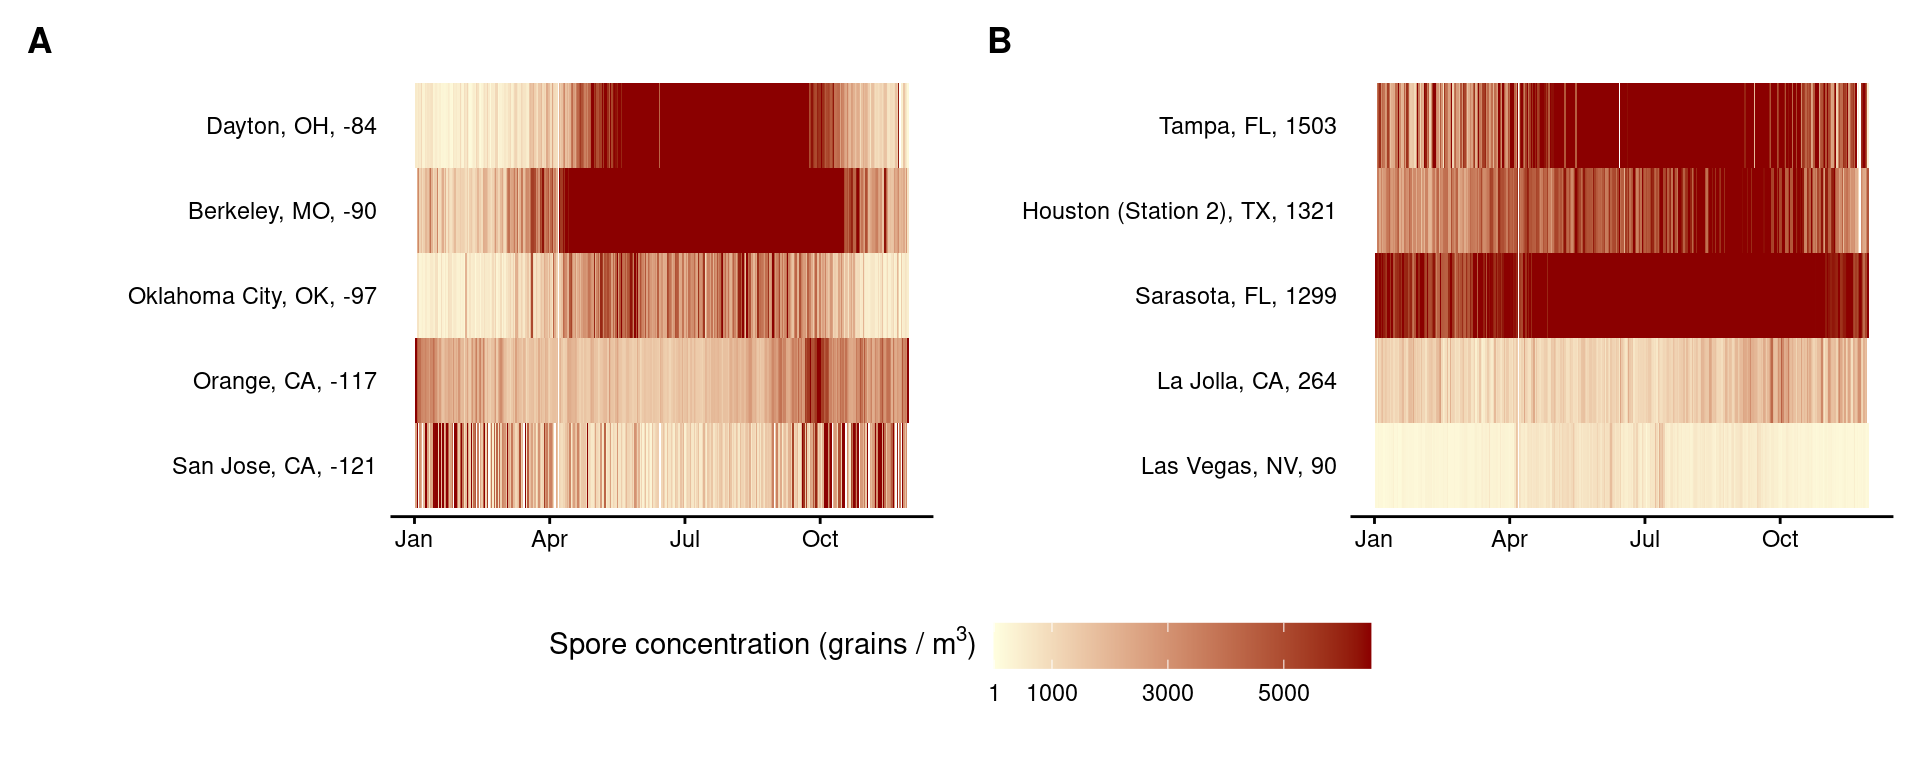 A
Dayton, OH, -84
Berkeley, MO, -90
Oklahoma City, OK, -97
Orange, CA, -117
San Jose, CA, -121
Jan Apr Jul Oct
B
Tampa, FL, 1503
Houston (Station 2), TX, 1321
Sarasota, FL, 1299
La Jolla, CA, 264
Las Vegas, NV, 90
Jan Apr Jul Oct
Spore concentration (grains / m³)
1 1000 3000 5000